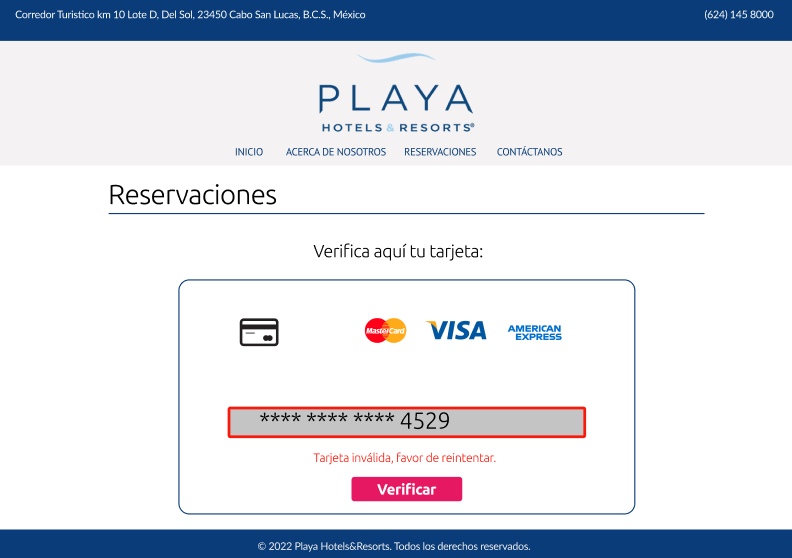 Corredor Turistico km 10 Lote D, Del Sol, 23450 Cabo San Lucas, B.C.S., México (624) 145 8000
PLAYA
HOTELS & RESORTS®
INICIO ACERCA DE NOSOTROS RESERVACIONES CONTÁCTANOS
Reservaciones
Verifica aquí tu tarjeta:
MasterCard VISA AMERICAN EXPRESS
**** **** **** 4529
Tarjeta inválida, favor de reintentar.
Verificar
© 2022 Playa Hotels&Resorts. Todos los derechos reservados.